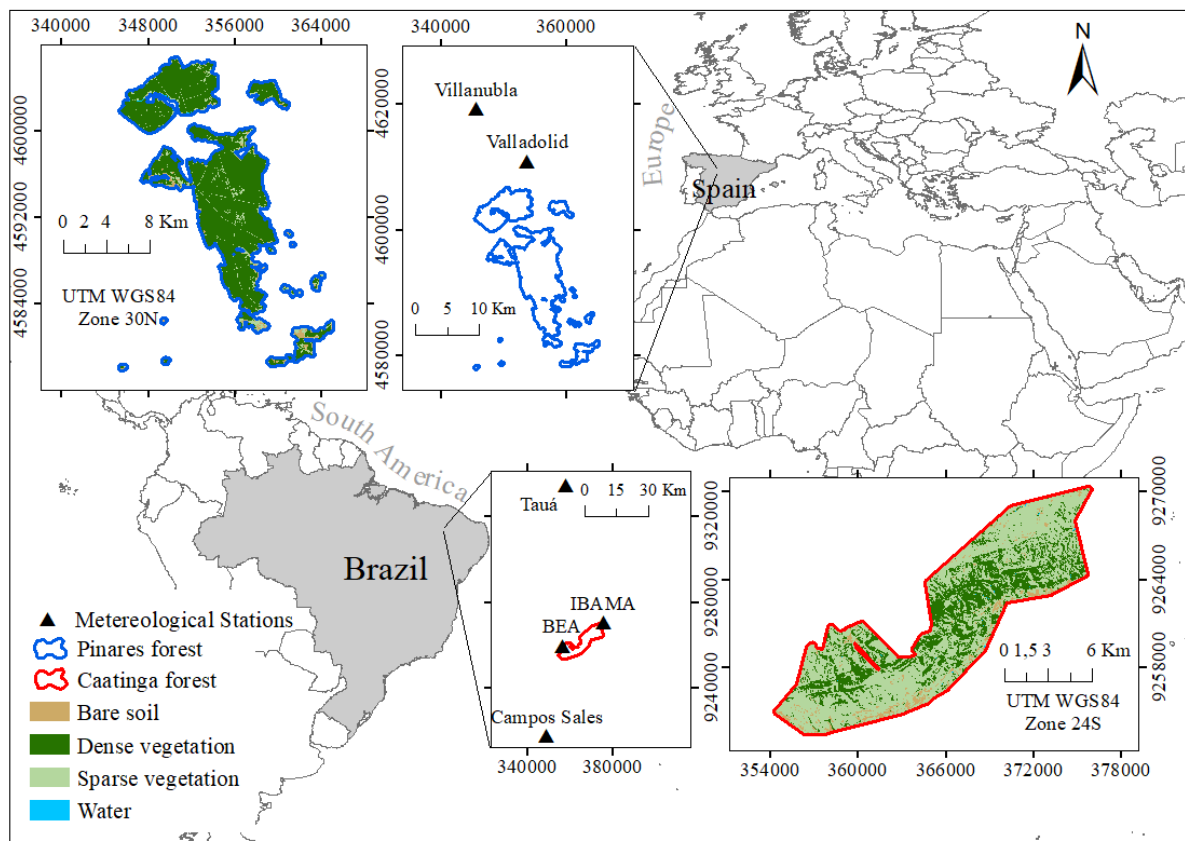 340000 348000 356000 364000
4600000
4592000
4584000
0 2 4 8 Km
UTM WGS84
Zone 30N
340000 360000
4620000
4600000
4580000
Villanubla
Valladolid
0 5 10 Km
Europe
Spain
N
South America
Brazil
Tauá
0 15 30 Km
9320000
9280000
9240000
IBAMA
BEA
Campos Sales
340000 380000
9270000
9264000
9258000
0 1,5 3 6 Km
UTM WGS84
Zone 24S
354000 360000 366000 372000 378000
Metereological Stations
Pinares forest
Caatinga forest
Bare soil
Dense vegetation
Sparse vegetation
Water